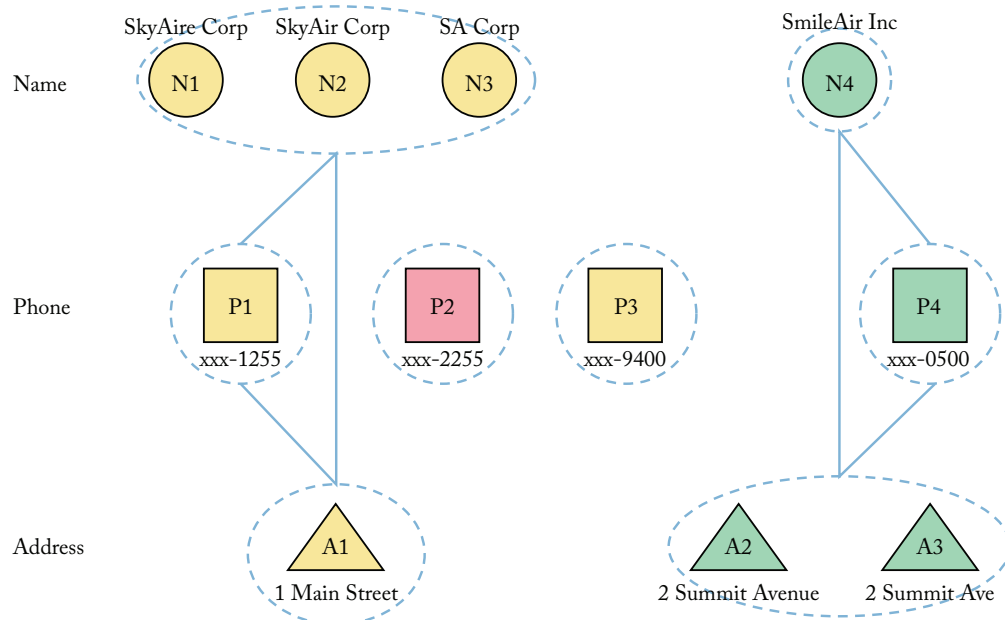 SkyAire Corp SkyAir Corp SA Corp SmileAir Inc
Name N1 N2 N3 N4
Phone P1 P2 P3 P4
xxx-1255 xxx-2255 xxx-9400 xxx-0500
Address A1 A2 A3
1 Main Street 2 Summit Avenue 2 Summit Ave